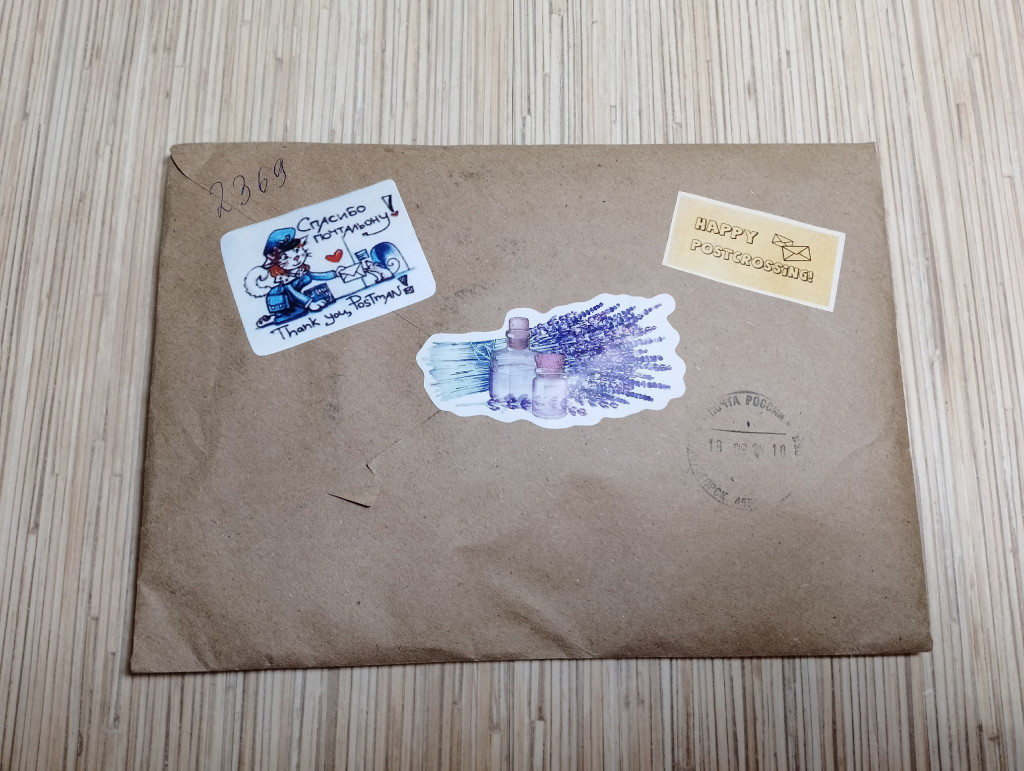 2369
Спасибо
почтальону!
Thank you, Postman!
HAPPY
POSTCROSSING!
ПОЧТА РОССИИ